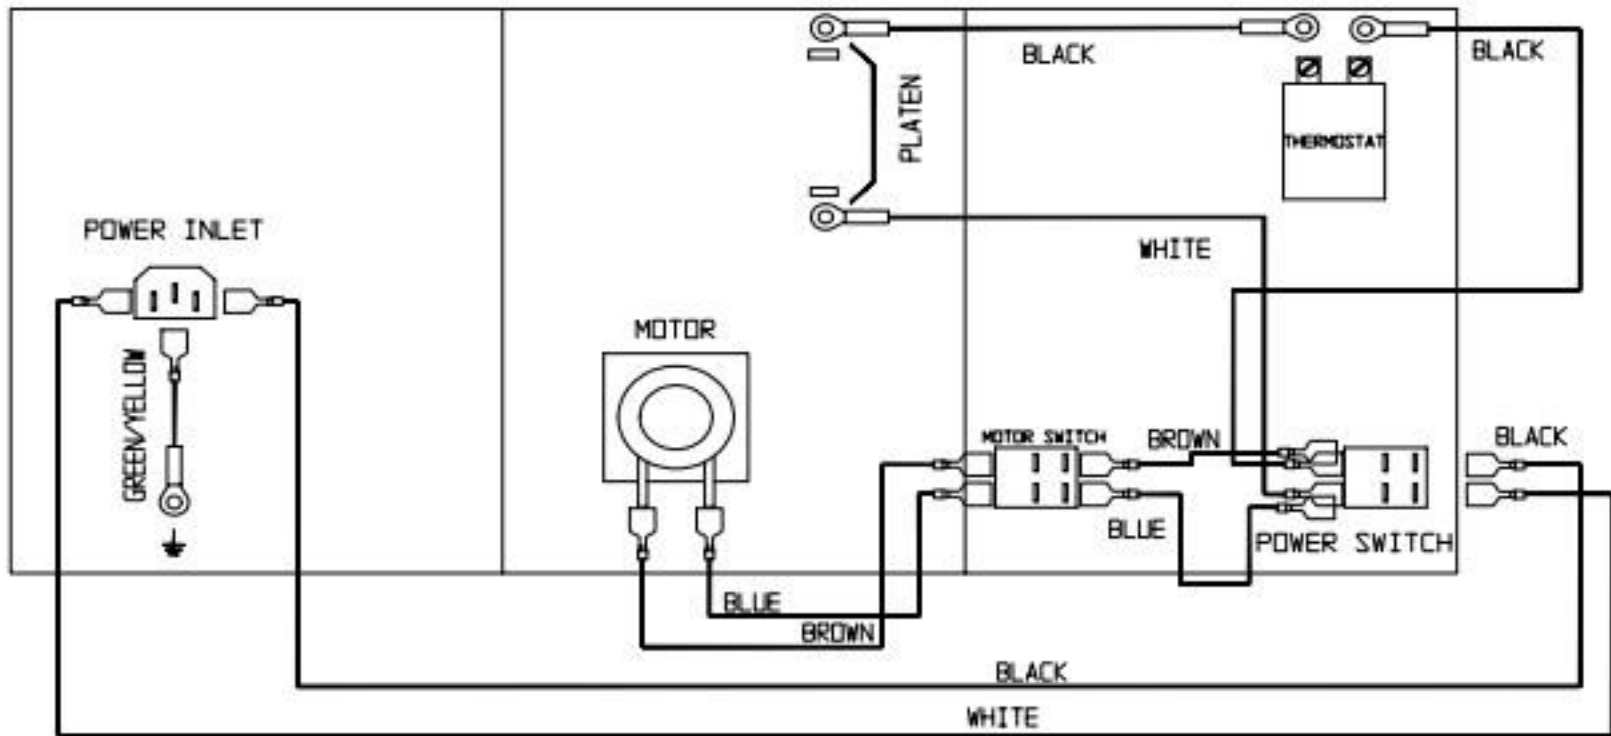 BLACK
BLACK
PLATEN
THERMOSTAT
POWER INLET
WHITE
MOTOR
GREEN/YELLOW
MOTOR SWITCH
BROWN
BLACK
BLUE
POWER SWITCH
BLUE
BROWN
BLACK
WHITE